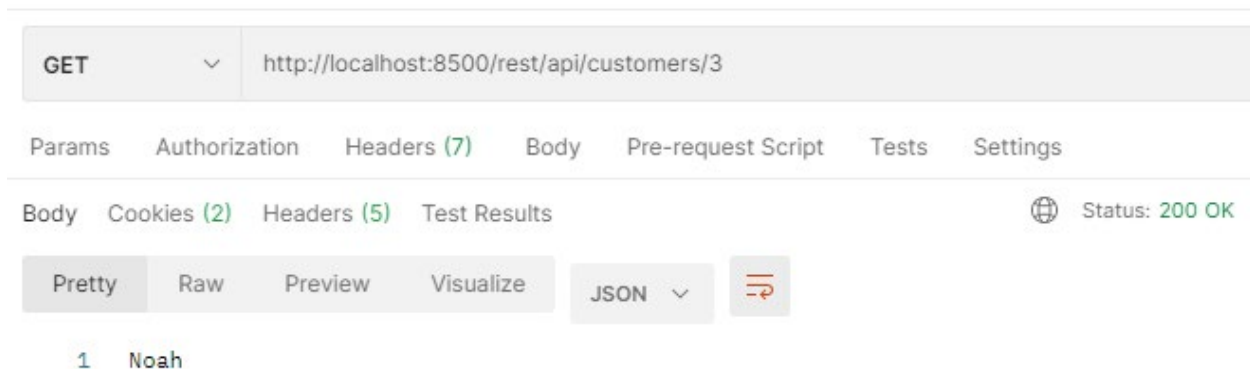 GET http://localhost:8500/rest/api/customers/3
Params Authorization Headers (7) Body Pre-request Script Tests Settings
Body Cookies (2) Headers (5) Test Results Status: 200 OK
Pretty Raw Preview Visualize JSON
1 Noah